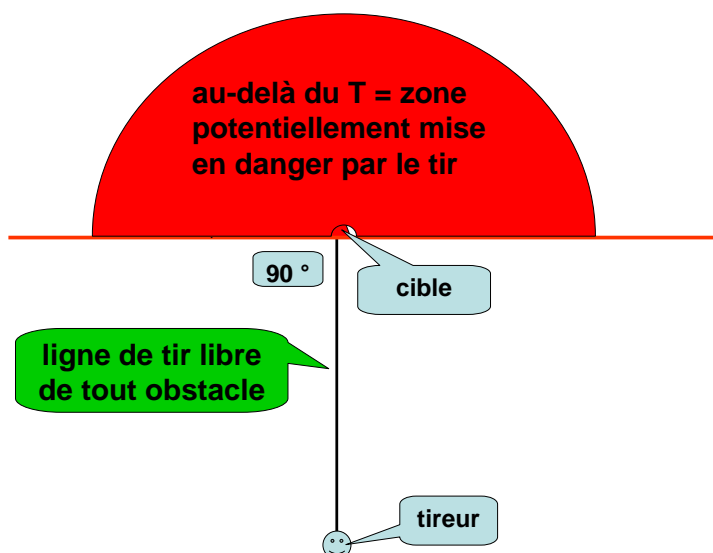 au-delà du T = zone
potentiellement mise
en danger par le tir
90 °
cible
ligne de tir libre
de tout obstacle
tireur